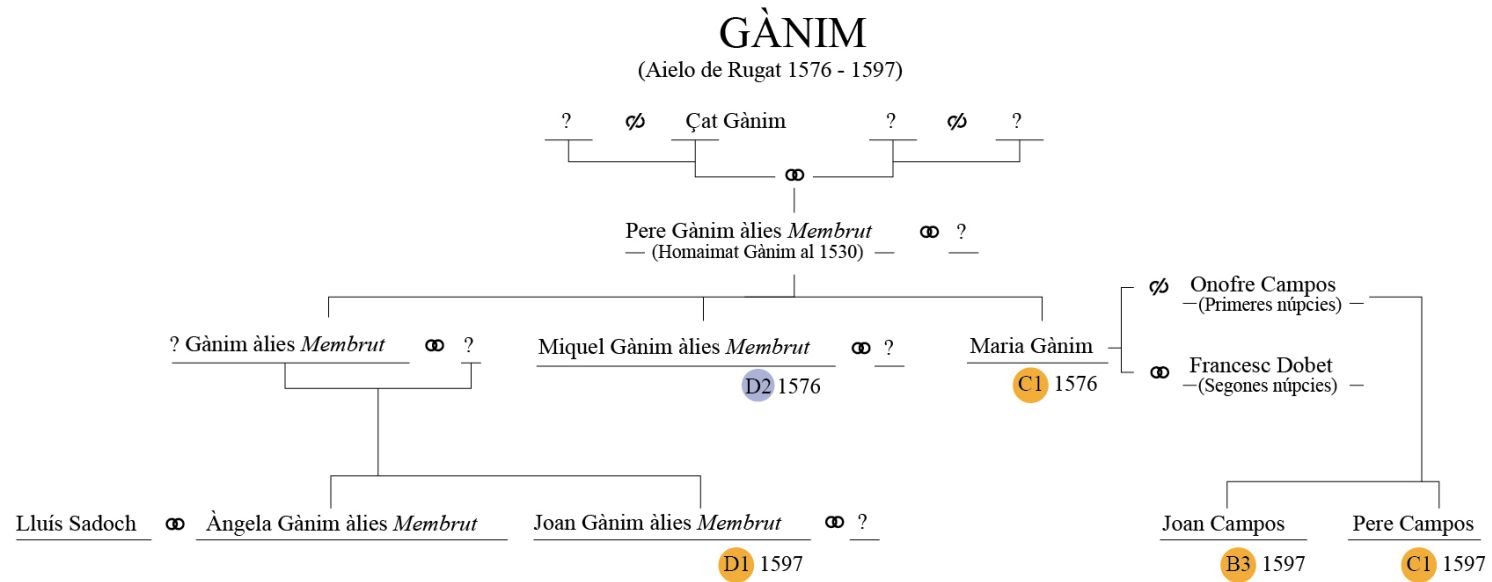 GÀNIM
(Aielo de Rugat 1576 - 1597)
? Çat Gànim ? ?
Pere Gànim àlies Membrut ?
(Homaimat Gànim al 1530)
Onofre Campos
(Primeres núpcies)
? Gànim àlies Membrut ? Miquel Gànim àlies Membrut ? Maria Gànim
Francesc Dobet
(Segones núpcies)
D2 1576 C1 1576
Lluís Sadoch Àngela Gànim àlies Membrut Joan Gànim àlies Membrut ? Joan Campos Pere Campos
D1 1597 B3 1597 C1 1597